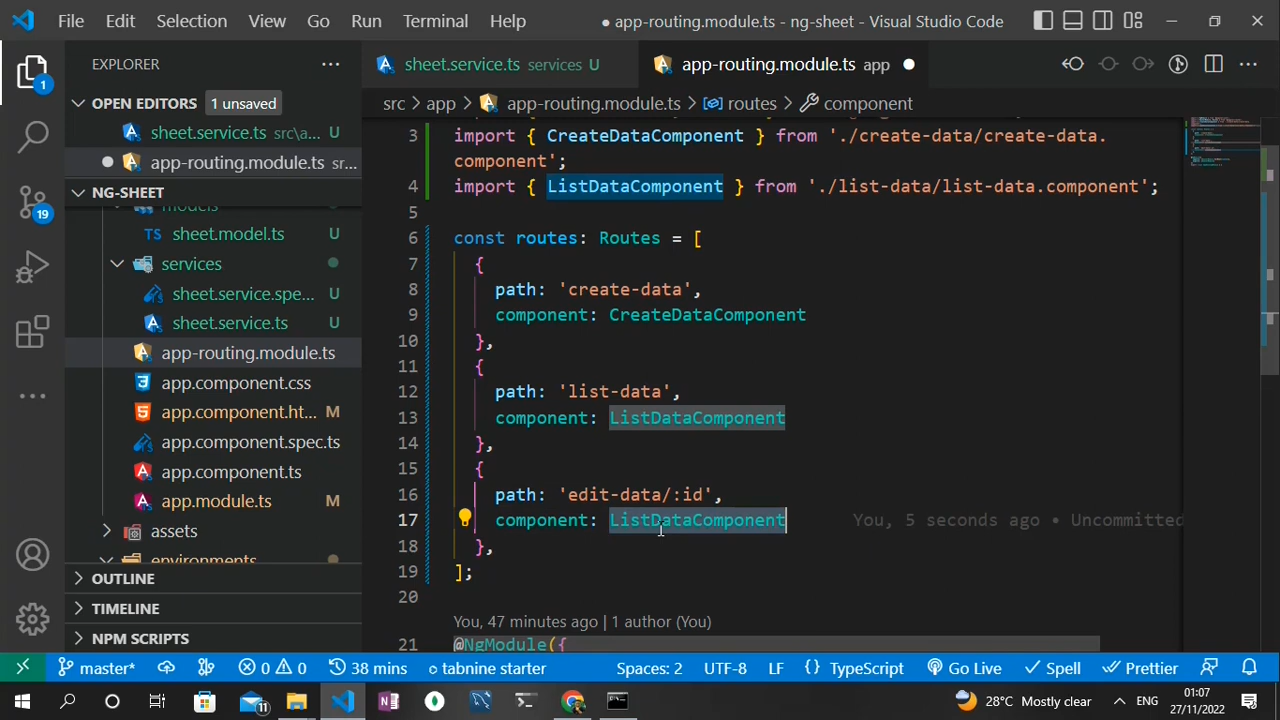 File Edit Selection View Go Run Terminal Help
● app-routing.module.ts - ng-sheet - Visual Studio Code
EXPLORER
sheet.service.ts services U
app-routing.module.ts app
OPEN EDITORS 1 unsaved
src > app > app-routing.module.ts > routes > component
sheet.service.ts src\a...
app-routing.module.ts src...
NG-SHEET
models
TS sheet.model.ts U
services
sheet.service.spe... U
sheet.service.ts U
app-routing.module.ts
app.component.css
app.component.ht... M
app.component.spec.ts
app.component.ts
app.module.ts M
assets
environments
OUTLINE
TIMELINE
NPM SCRIPTS
1
19
3 import { CreateDataComponent } from './create-data/create-data.
component';
4 import { ListDataComponent } from './list-data/list-data.component';
5
6 const routes: Routes = [
7 {
8 path: 'create-data',
9 component: CreateDataComponent
10 },
11 {
12 path: 'list-data',
13 component: ListDataComponent
14 },
15 {
16 path: 'edit-data/:id',
17 component: ListDataComponent You, 5 seconds ago • Uncommitted
18 },
19 ];
20
You, 47 minutes ago | 1 author (You)
21 @NgModule({
master* 0 0 38 mins tabnine starter Spaces: 2 UTF-8 LF {} TypeScript Go Live Spell Prettier
11 28°C Mostly clear ENG 01:07
27/11/2022